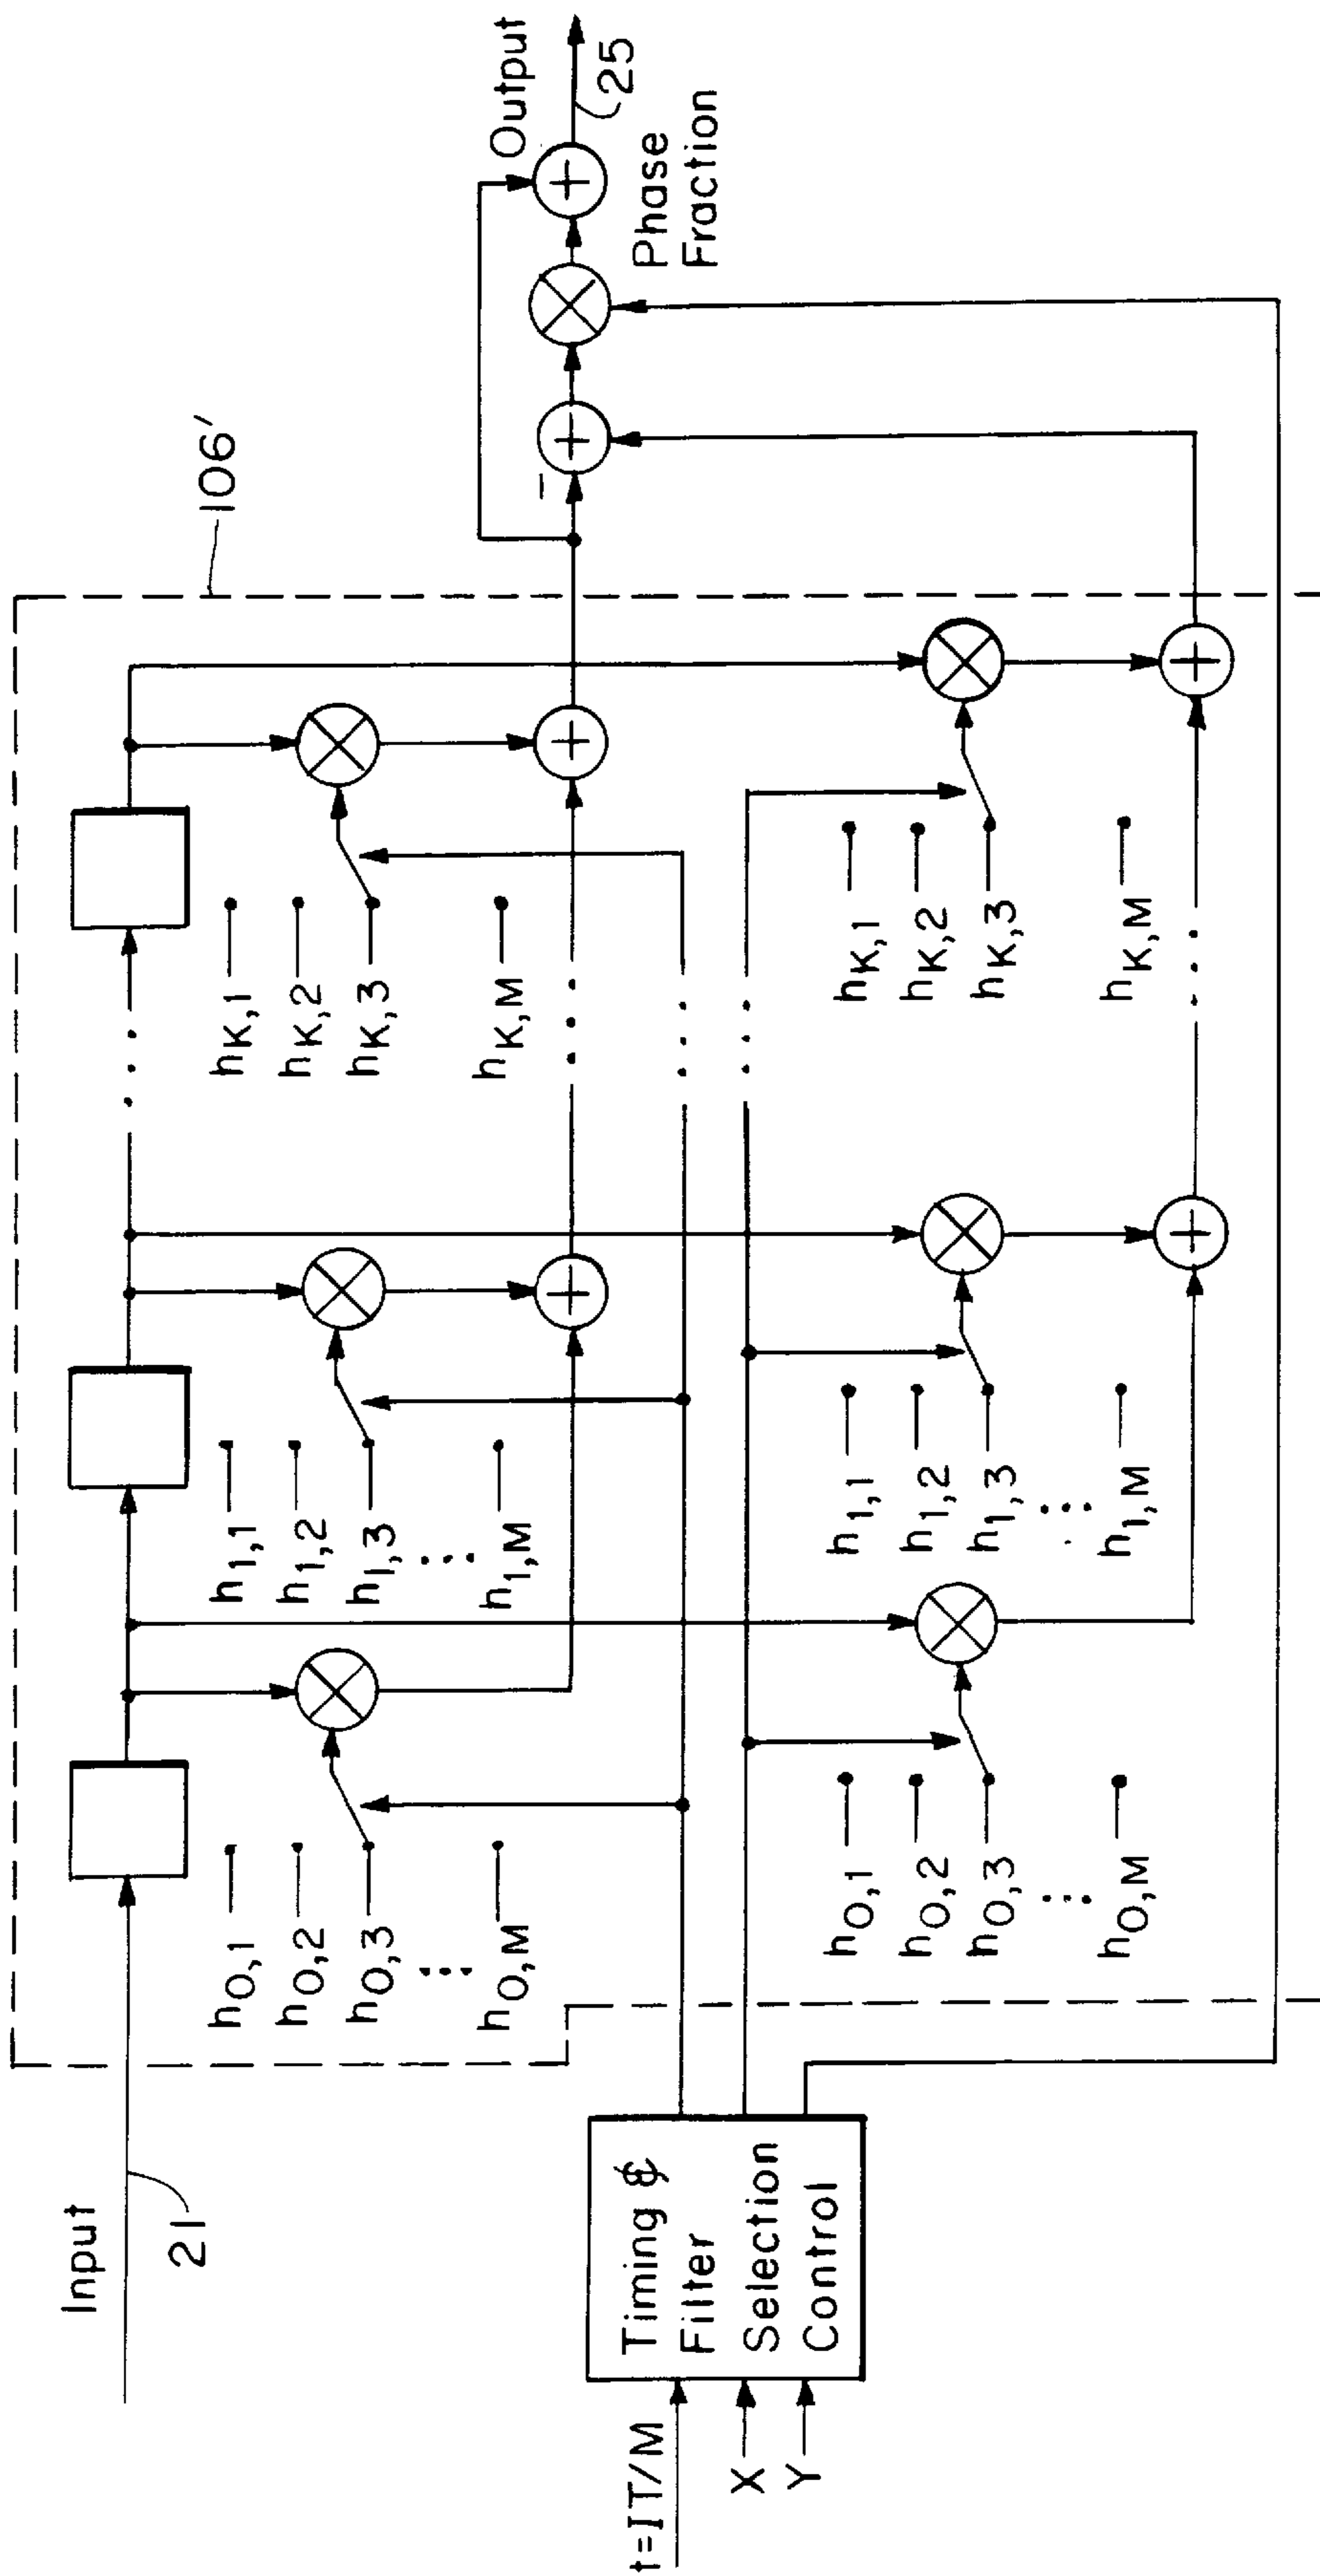 Input
21
106′
h0,1
h0,2
h0,3
h0,M
h1,1
h1,2
h1,3
h1,M
hK,1
hK,2
hK,3
hK,M
Output
25
Phase
Fraction
t=IT/M
X
Y
Timing &
Filter
Selection
Control
h0,1
h0,2
h0,3
h0,M
h1,1
h1,2
h1,3
h1,M
hK,1
hK,2
hK,3
hK,M